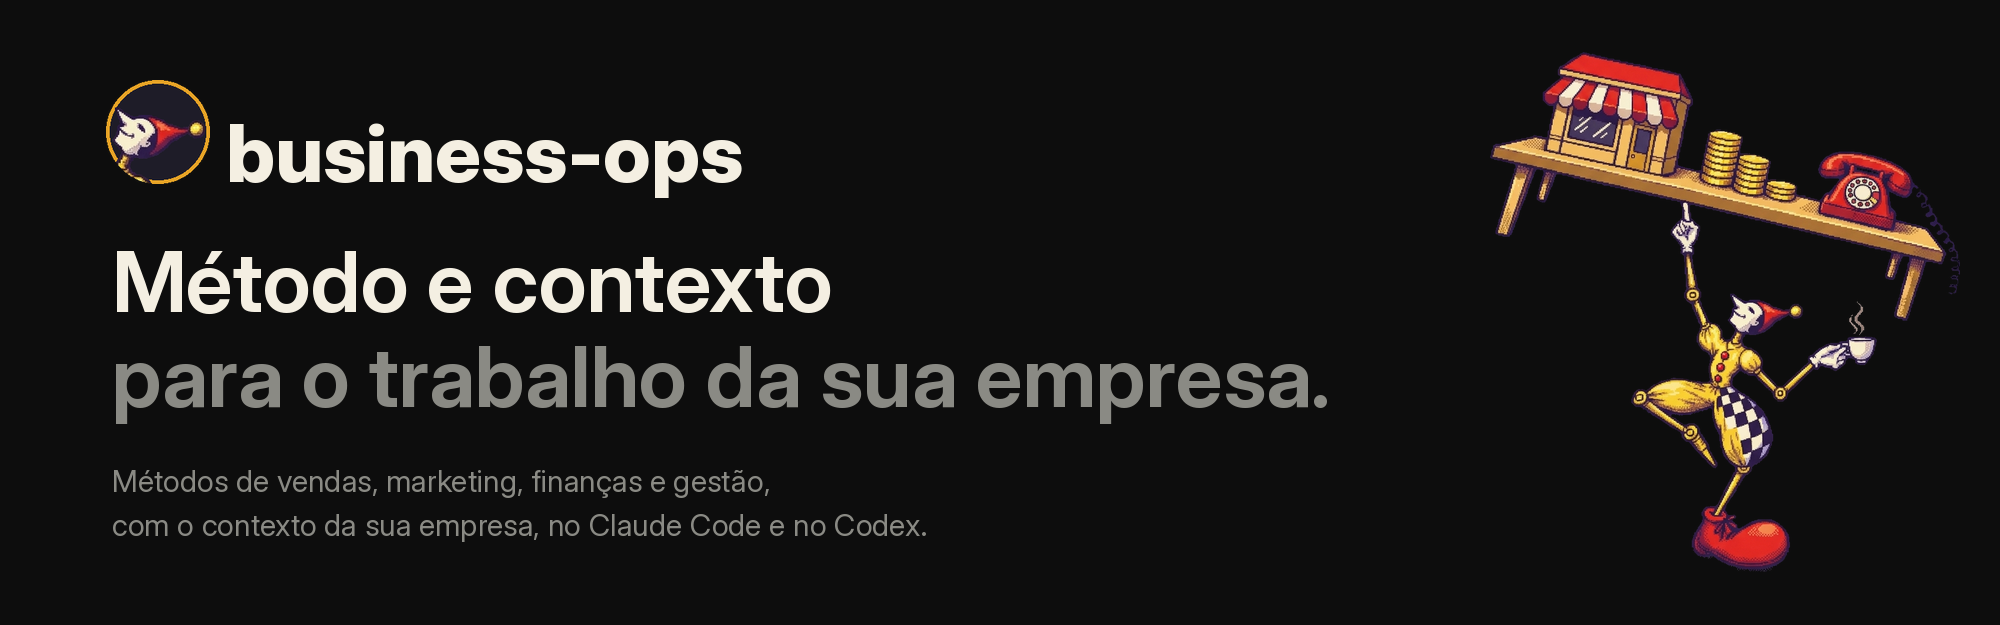 business-ops
Método e contexto
para o trabalho da sua empresa.
Métodos de vendas, marketing, finanças e gestão,
com o contexto da sua empresa, no Claude Code e no Codex.